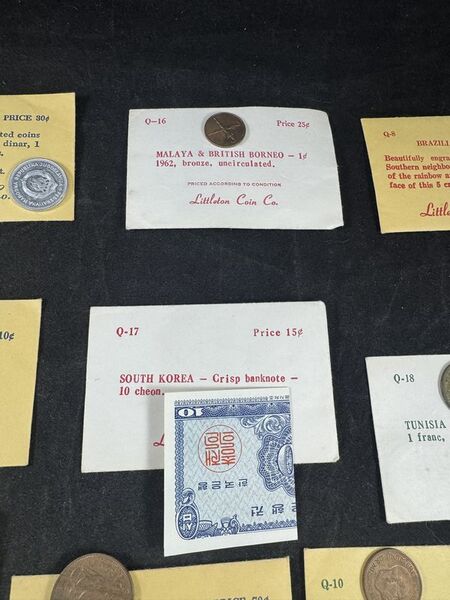 PRICE 30¢
ted coins
dinar, 1
Q-16
Price 25¢
MALAYA & BRITISH BORNEO — 1¢
1962, bronze, uncirculated.
PRICED ACCORDING TO CONDITION
Littleton Coin Co.
Q-8
BRAZIL
Beautifully engra
Southern neighbo
of the rainbow a
face of this 5 c
Little
10¢
Q-17
Price 15¢
SOUTH KOREA — Crisp banknote —
10 cheon.
Li
10
Q-18
TUNISIA
1 franc,
Q-10